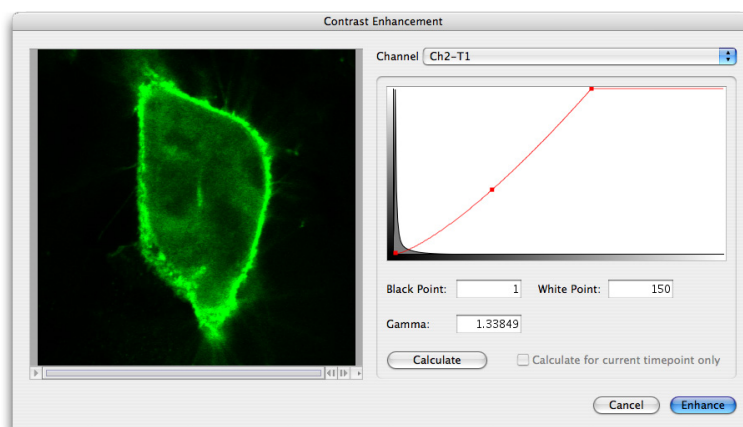 Contrast Enhancement
Channel Ch2-T1
Black Point: 1 White Point: 150
Gamma: 1.33849
Calculate Calculate for current timepoint only
Cancel Enhance